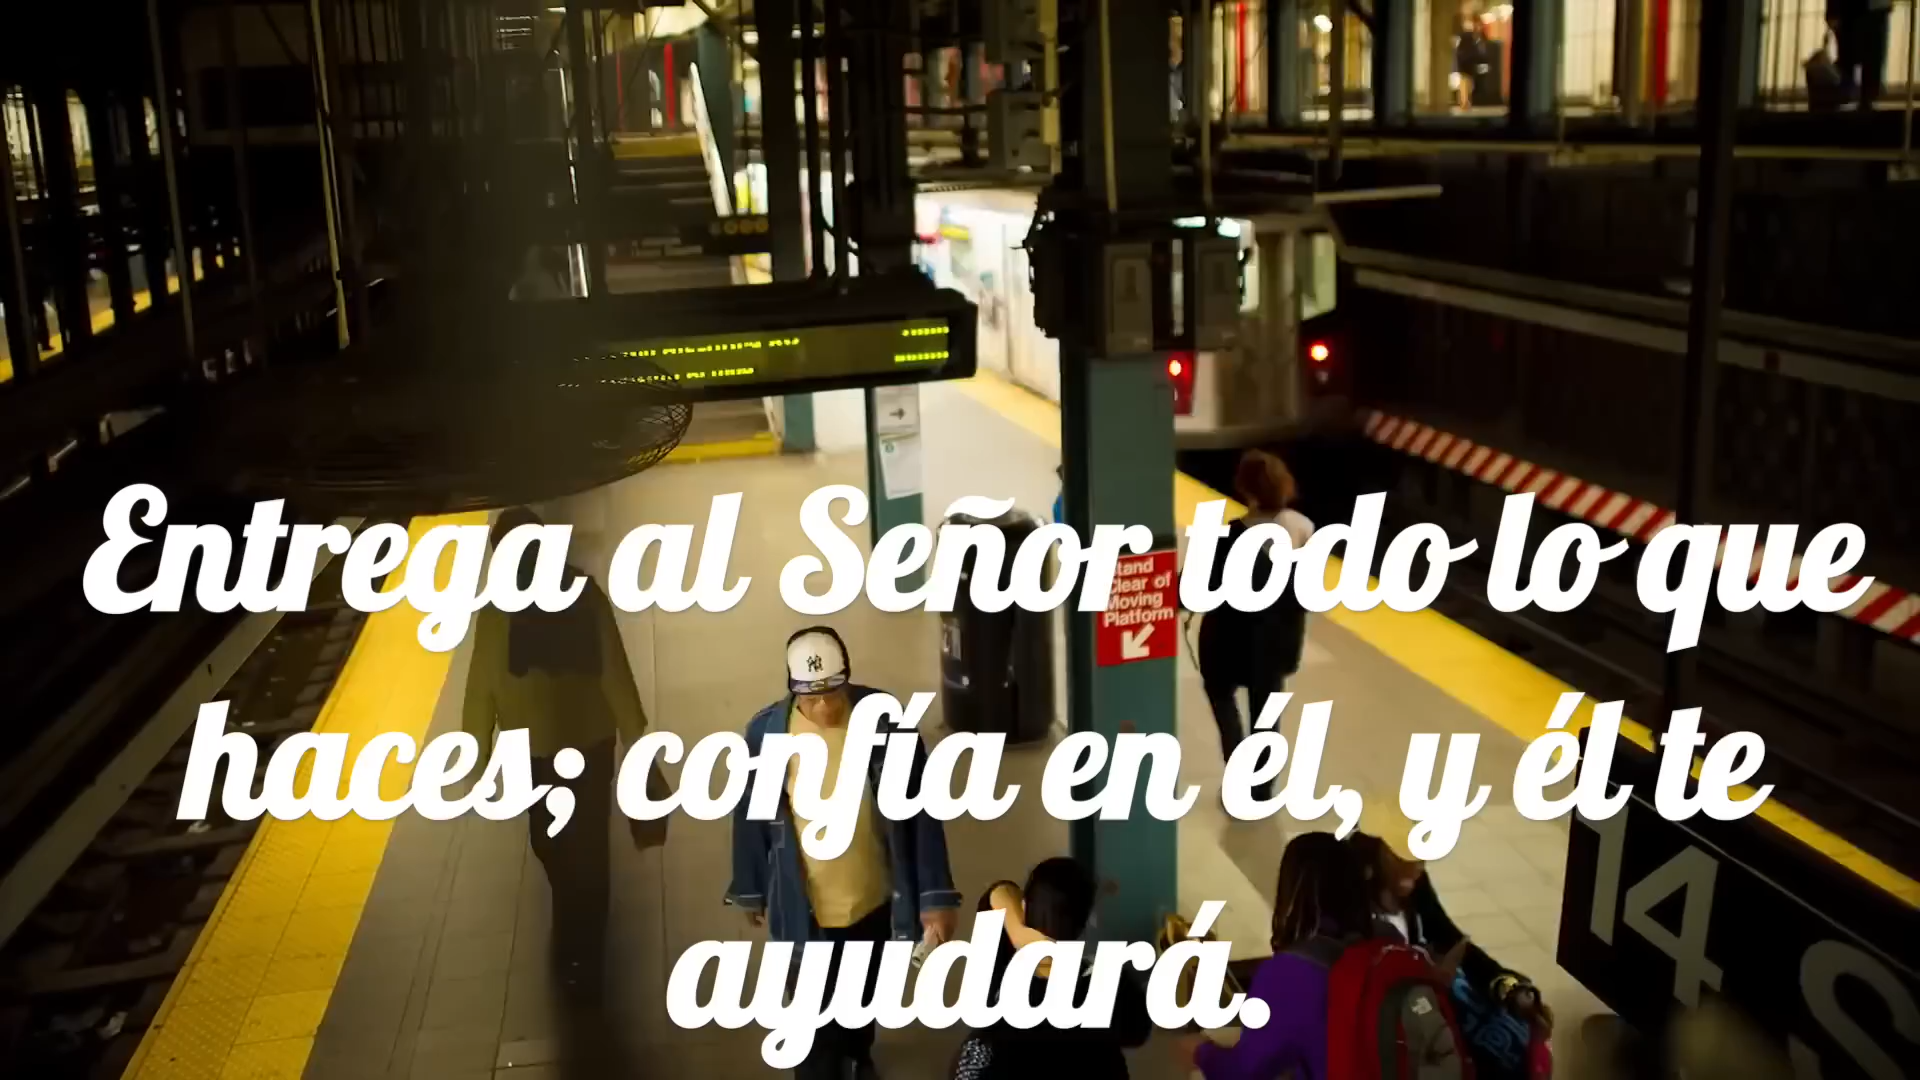 Entrega al Señor todo lo que
haces; confía en él, y él te
ayudará.
Stand
Clear of
Moving
Platform
14 S